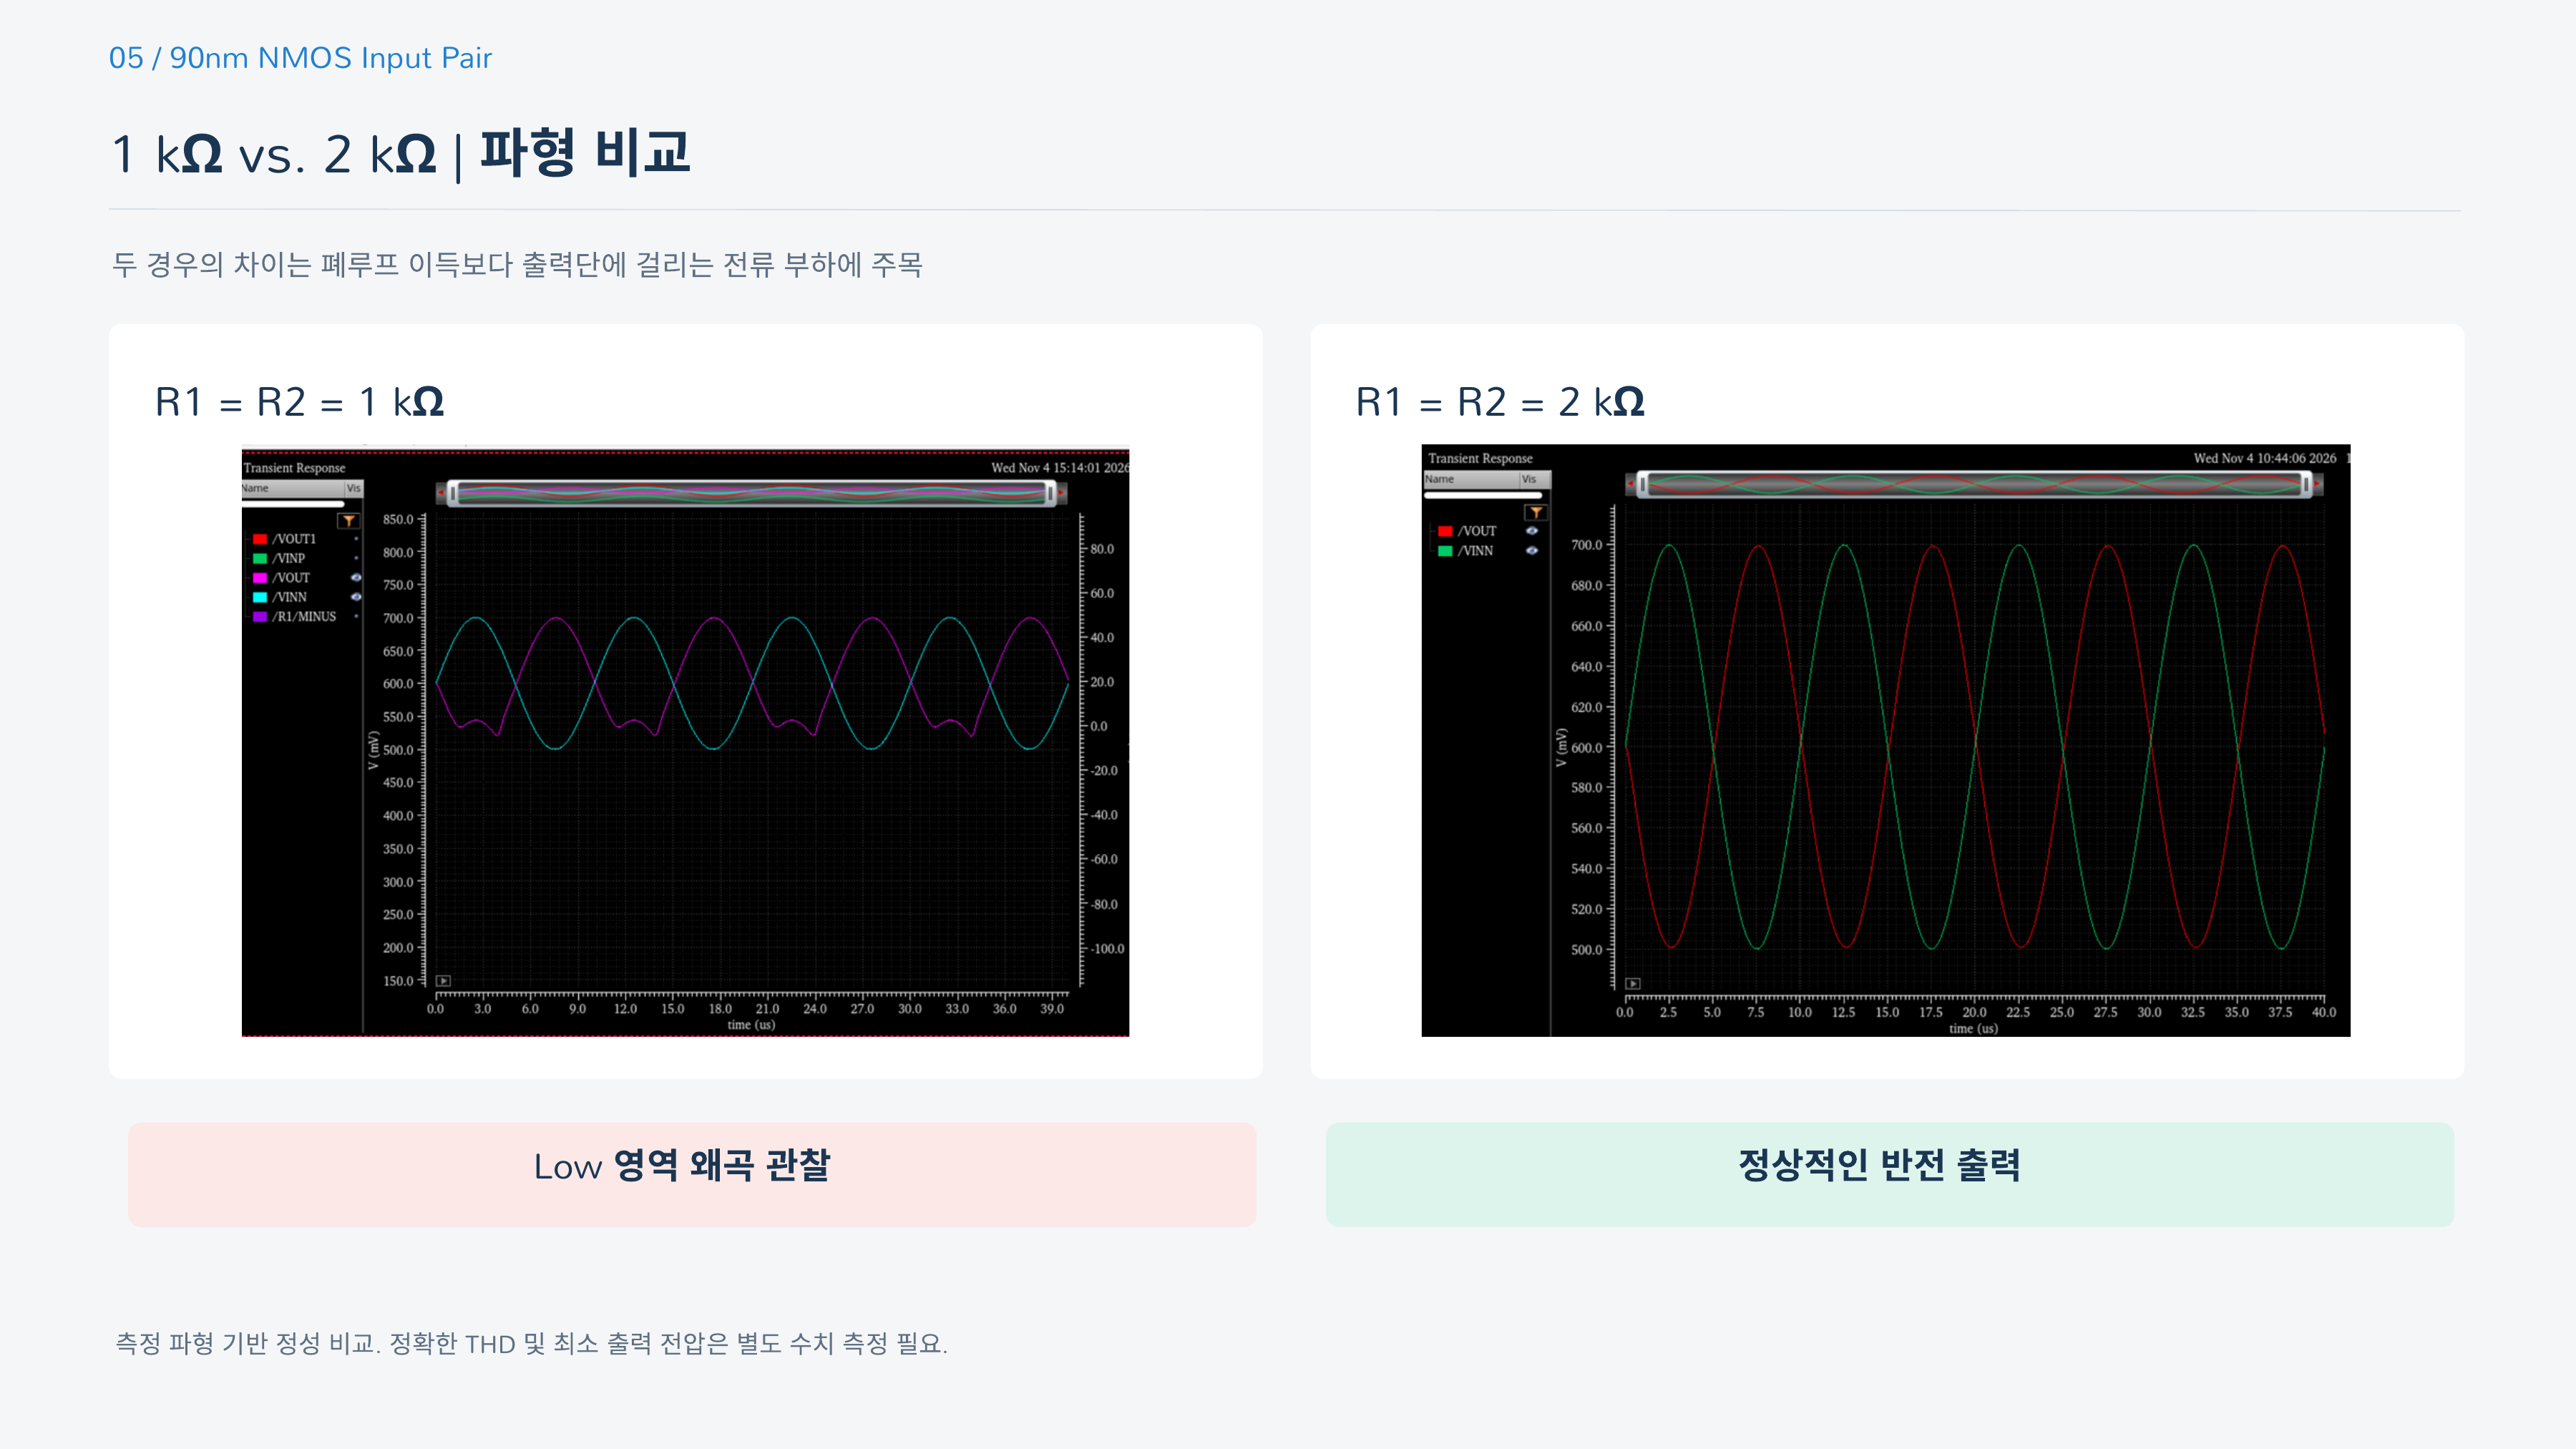 05 / 90nm NMOS Input Pair
1 kΩ vs. 2 kΩ | 파형 비교
두 경우의 차이는 폐루프 이득보다 출력단에 걸리는 전류 부하에 주목
R1 = R2 = 1 kΩ
Transient Response
Wed Nov 4 15:14:01 2026
Name Vis
/VOUT1
/VINP
/VOUT
/VINN
/R1/MINUS
V (mV)
850.0
800.0
750.0
700.0
650.0
600.0
550.0
500.0
450.0
400.0
350.0
300.0
250.0
200.0
150.0
80.0
60.0
40.0
20.0
0.0
-20.0
-40.0
-60.0
-80.0
-100.0
0.0 3.0 6.0 9.0 12.0 15.0 18.0 21.0 24.0 27.0 30.0 33.0 36.0 39.0
time (us)
R1 = R2 = 2 kΩ
Transient Response
Wed Nov 4 10:44:06 2026 1
Name Vis
/VOUT
/VINN
V (mV)
700.0
680.0
660.0
640.0
620.0
600.0
580.0
560.0
540.0
520.0
500.0
0.0 2.5 5.0 7.5 10.0 12.5 15.0 17.5 20.0 22.5 25.0 27.5 30.0 32.5 35.0 37.5 40.0
time (us)
Low 영역 왜곡 관찰
정상적인 반전 출력
측정 파형 기반 정성 비교. 정확한 THD 및 최소 출력 전압은 별도 수치 측정 필요.